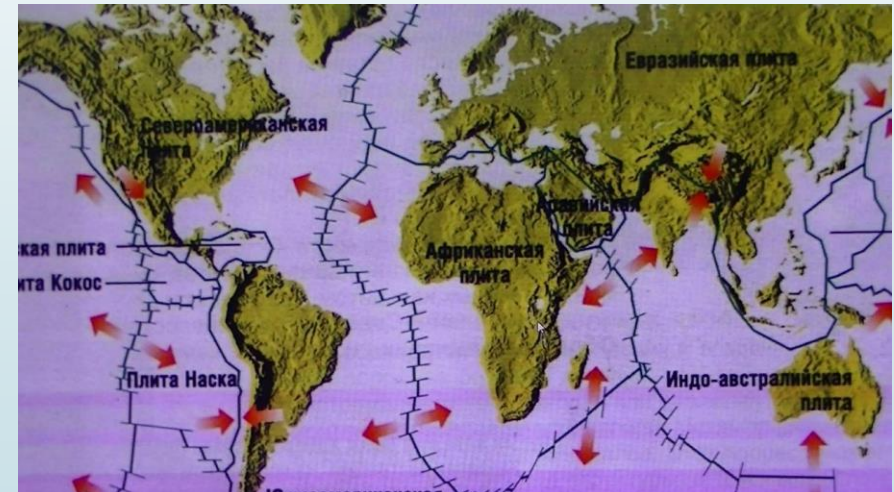 Евразийская плита
Североамериканская
плита
Аравийская
плита
ская плита
Африканская
плита
ита Кокос
Плита Наска
Индо-австралийская
плита